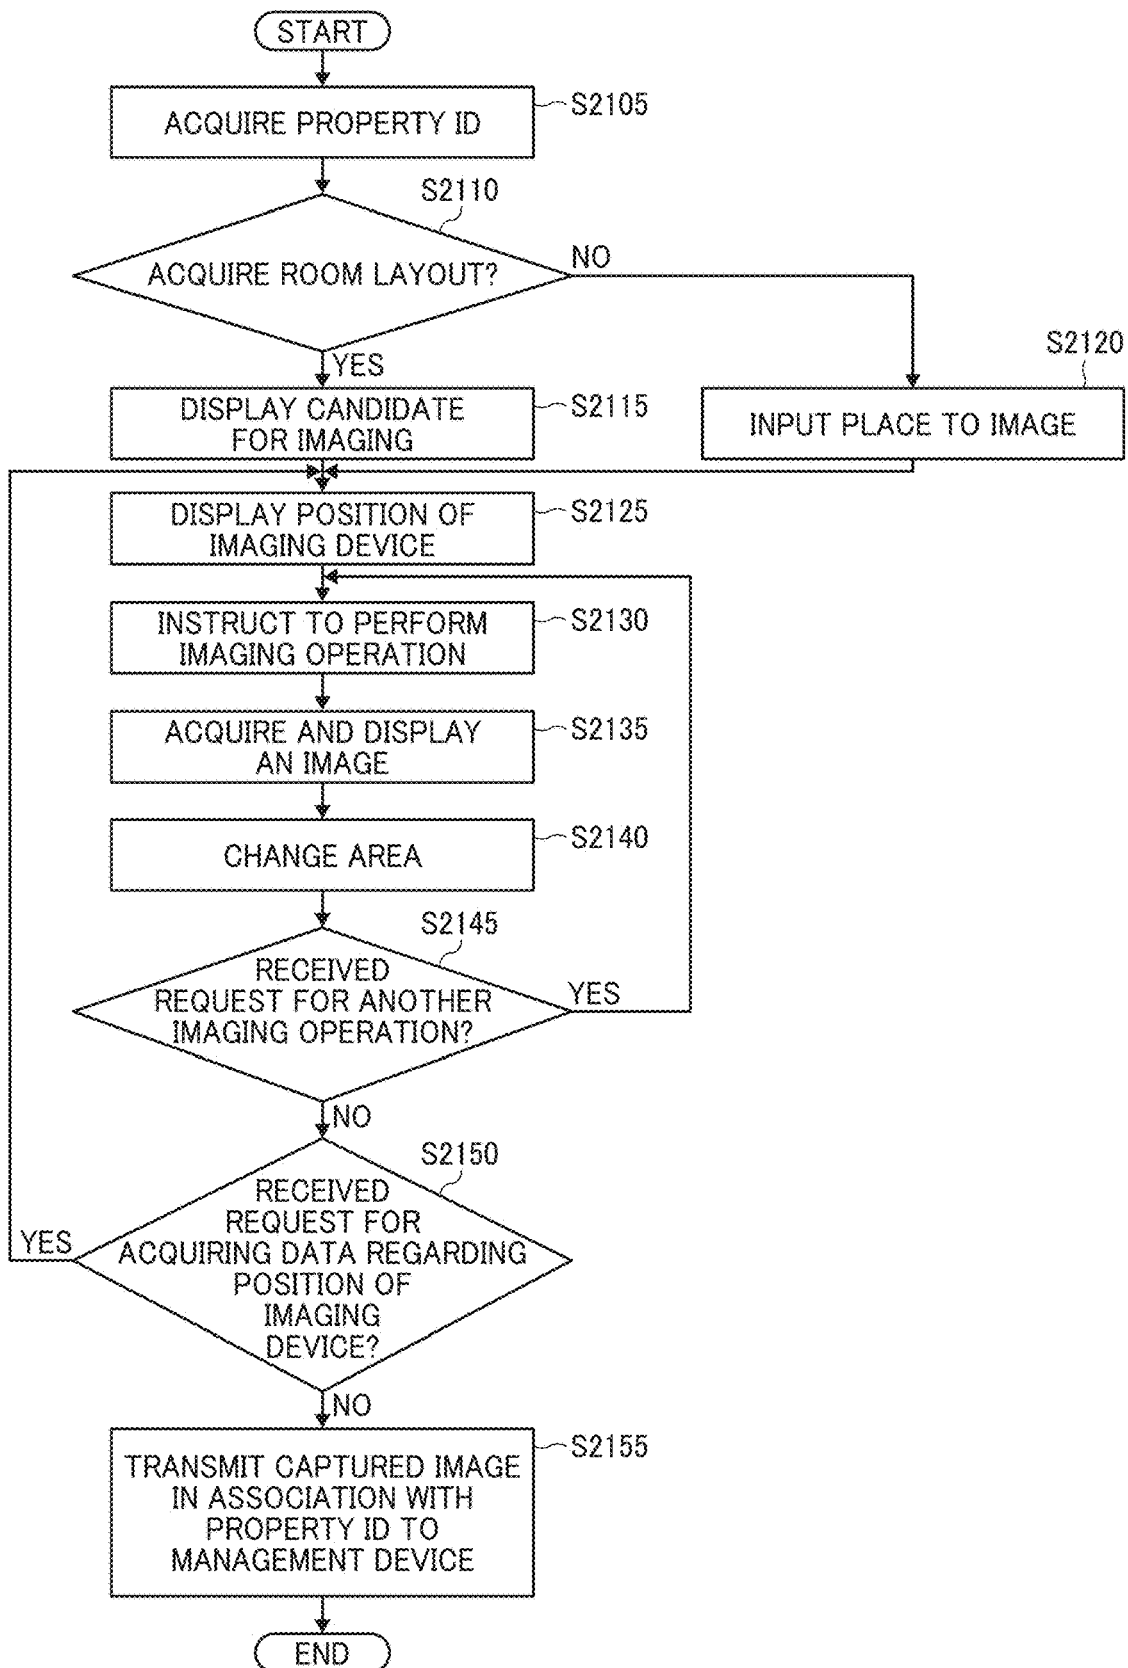 START
ACQUIRE PROPERTY ID
S2105
S2110
ACQUIRE ROOM LAYOUT?
NO
YES
S2120
DISPLAY CANDIDATE
FOR IMAGING
S2115
INPUT PLACE TO IMAGE
DISPLAY POSITION OF
IMAGING DEVICE
S2125
INSTRUCT TO PERFORM
IMAGING OPERATION
S2130
ACQUIRE AND DISPLAY
AN IMAGE
S2135
CHANGE AREA
S2140
S2145
RECEIVED
REQUEST FOR ANOTHER
IMAGING OPERATION?
YES
NO
S2150
RECEIVED
REQUEST FOR
ACQUIRING DATA REGARDING
POSITION OF
IMAGING
DEVICE?
YES
NO
S2155
TRANSMIT CAPTURED IMAGE
IN ASSOCIATION WITH
PROPERTY ID TO
MANAGEMENT DEVICE
END